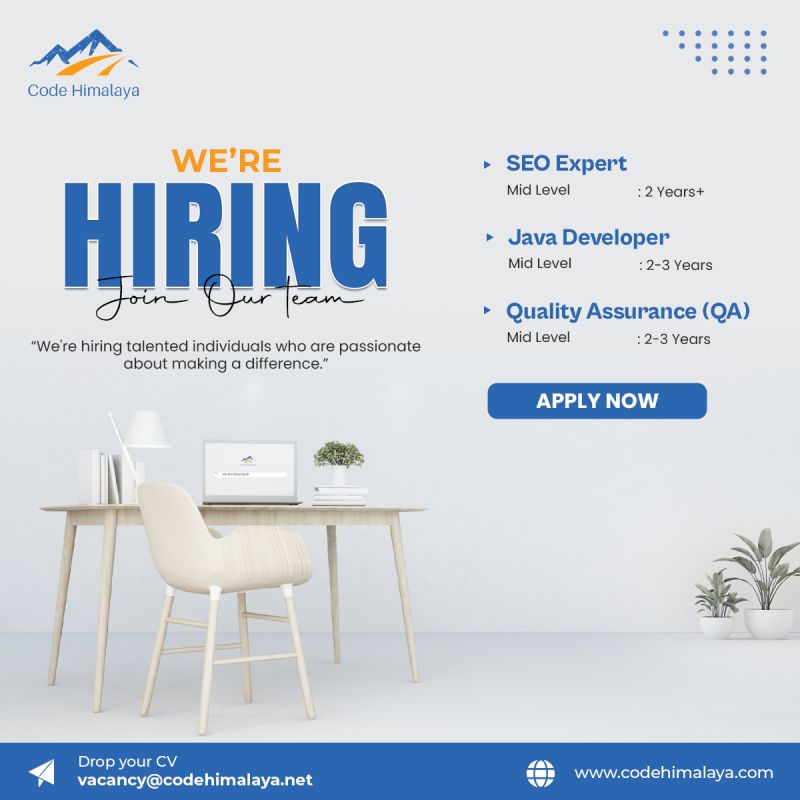 Code Himalaya
WE'RE
HIRING
Join Our team
"We're hiring talented individuals who are passionate
about making a difference."
SEO Expert
Mid Level : 2 Years+
Java Developer
Mid Level : 2-3 Years
Quality Assurance (QA)
Mid Level : 2-3 Years
APPLY NOW
Drop your CV
vacancy@codehimalaya.net
www.codehimalaya.com